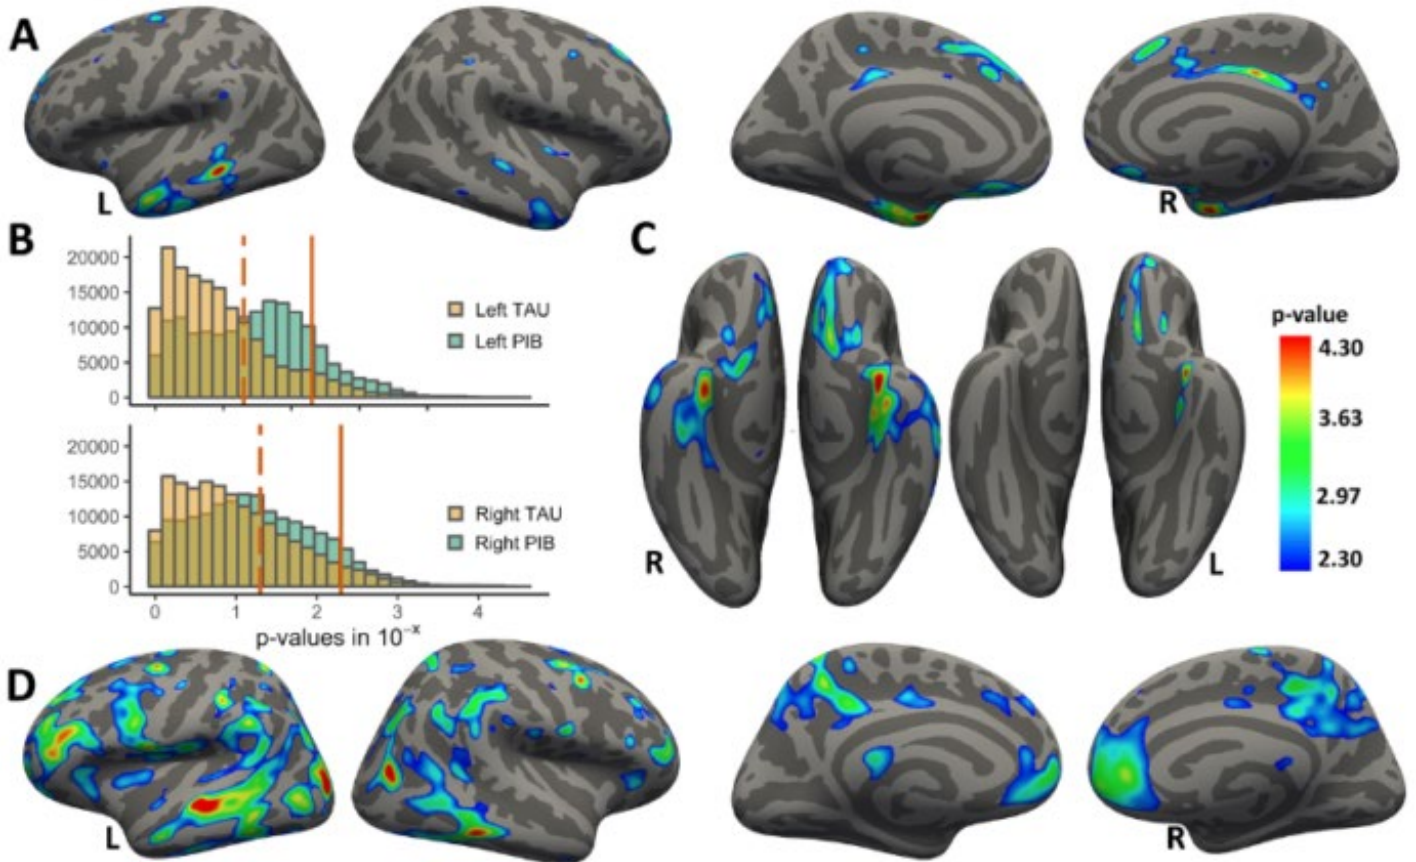 A
L
R
B
20000
15000
10000
5000
0
Left TAU
Left PIB
20000
15000
10000
5000
0
Right TAU
Right PIB
0 1 2 3 4
p-values in 10⁻ˣ
C
R
L
p-value
4.30
3.63
2.97
2.30
D
L
R